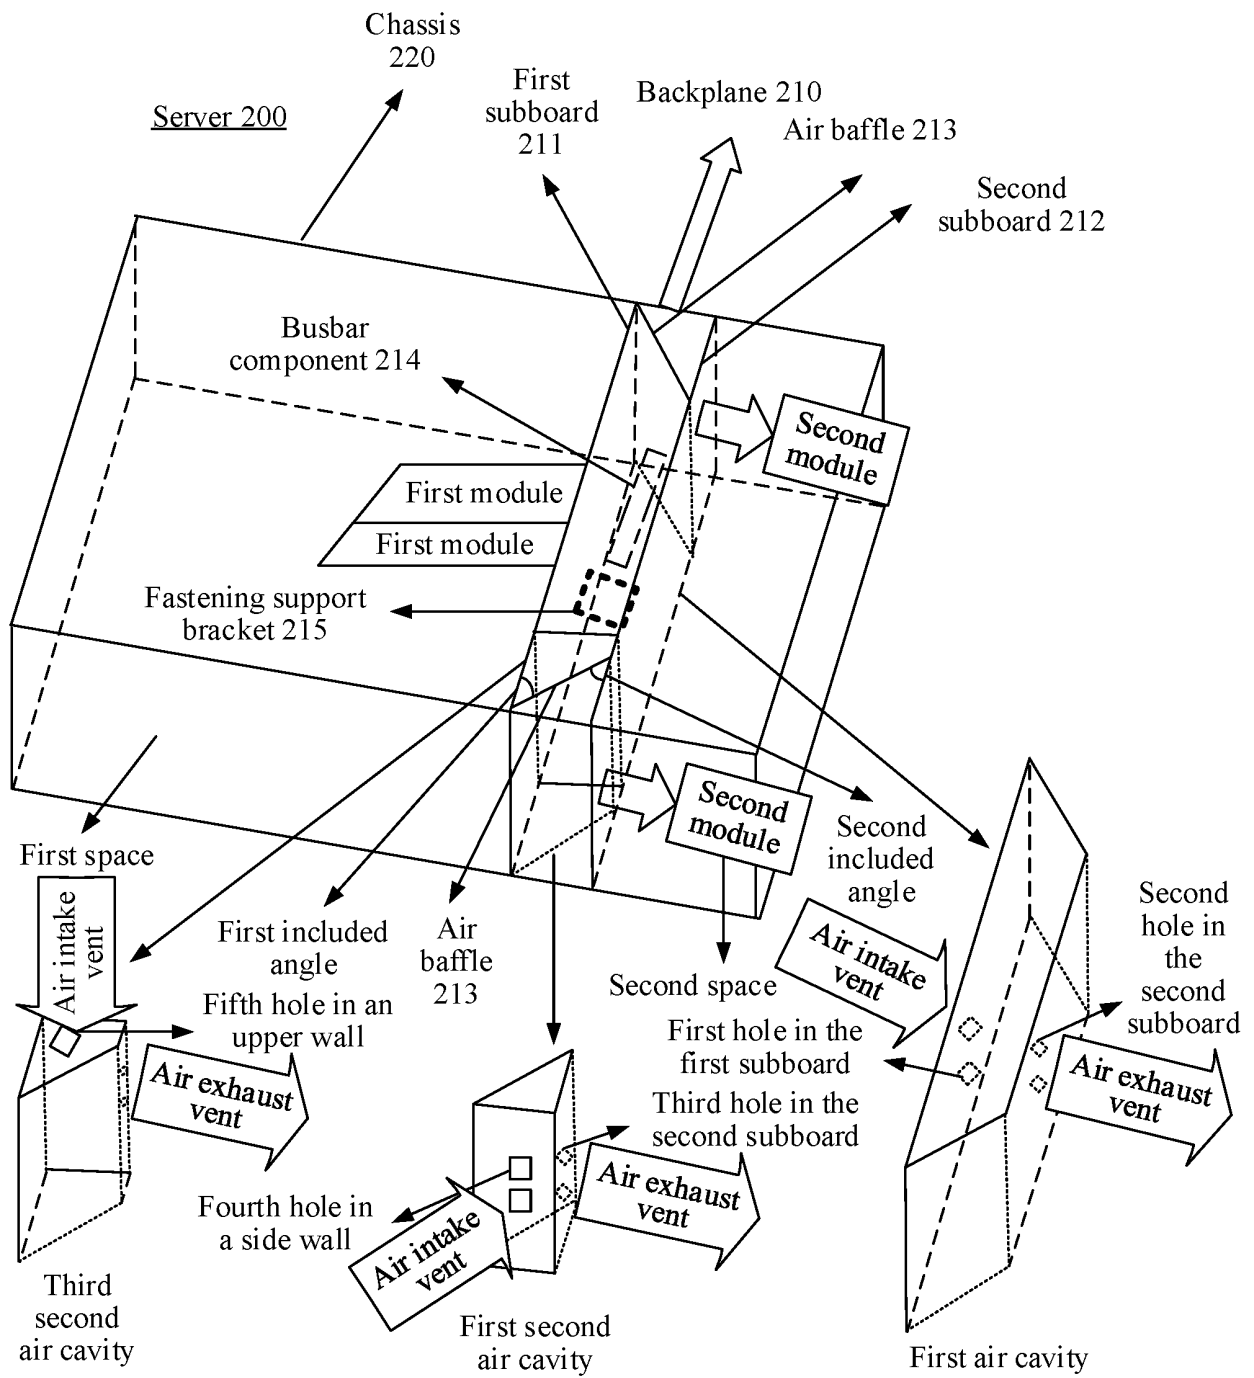 Chassis
220
Server 200
First
subboard
211
Backplane 210
Air baffle 213
Second
subboard 212
Busbar
component 214
Second
module
First module
First module
Fastening support
bracket 215
Second
module
First space
Second
included
angle
Air intake
vent
First included
angle
Air
baffle
213
Second space
Air intake
vent
Second
hole in
the
second
subboard
Fifth hole in an
upper wall
First hole in the
first subboard
Air exhaust
vent
Air exhaust
vent
Third hole in the
second subboard
Fourth hole in
a side wall
Air intake
vent
Air exhaust
vent
Third
second
air cavity
First second
air cavity
First air cavity